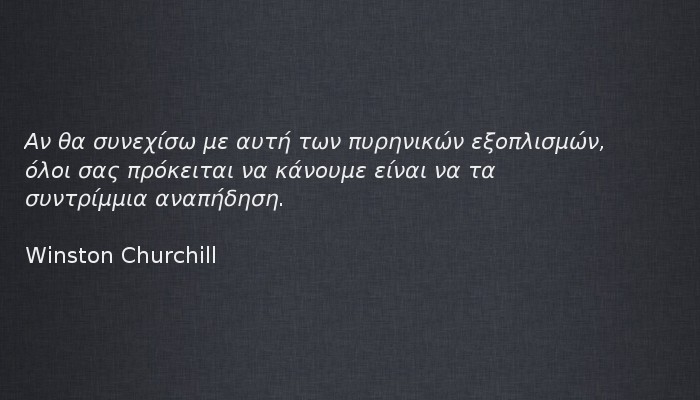 Αν θα συνεχίσω με αυτή των πυρηνικών εξοπλισμών,
όλοι σας πρόκειται να κάνουμε είναι να τα
συντρίμμια αναπήδηση.
Winston Churchill